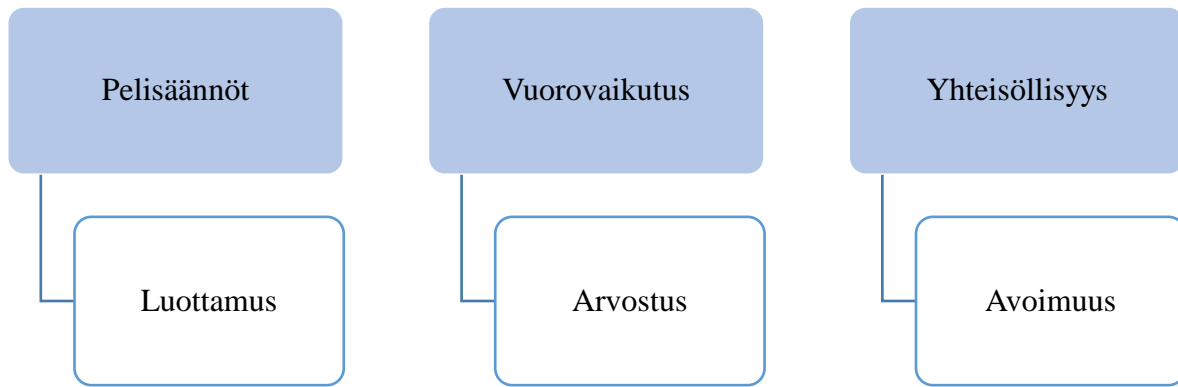 Pelisäännöt
Vuorovaikutus
Yhteisöllisyys
Luottamus
Arvostus
Avoimuus